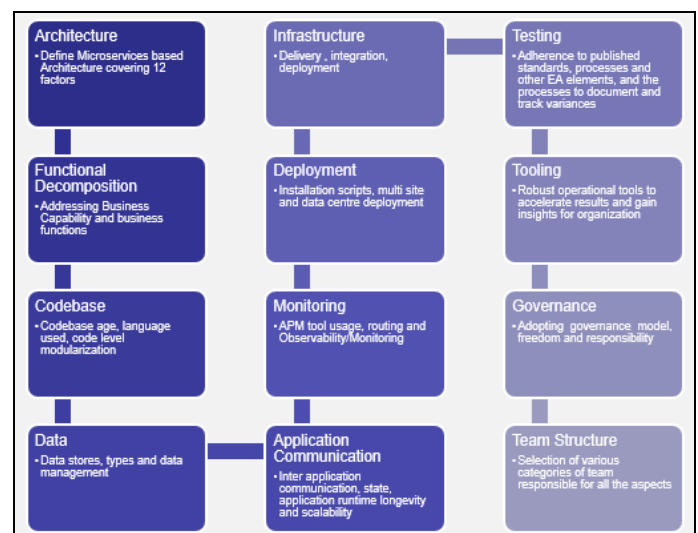 Architecture
•Define Microservices based
Architecture covering 12
factors
Functional
Decomposition
•Addressing Business
Capability and business
functions
Codebase
•Codebase age, language
used, code level
modularization
Data
•Data stores, types and data
management
Application
Communication
•Inter application
communication, state,
application runtime longevity
and scalability
Monitoring
•APM tool usage, routing and
Observability/Monitoring
Deployment
•Installation scripts, multi site
and data centre deployment
Infrastructure
•Delivery , integration,
deployment
Testing
•Adherence to published
standards, processes and
other EA elements, and the
processes to document and
track variances
Tooling
•Robust operational tools to
accelerate results and gain
insights for organization
Governance
•Adopting governance model,
freedom and responsibility
Team Structure
•Selection of various
categories of team
responsible for all the aspects